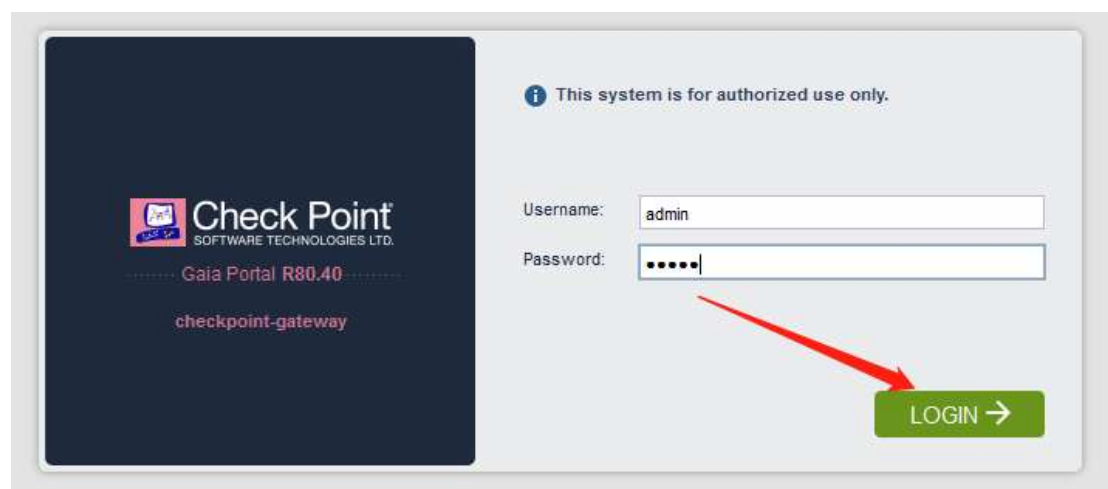 This system is for authorized use only.
Check Point
SOFTWARE TECHNOLOGIES LTD.
Gaia Portal R80.40
checkpoint-gateway
Username:
admin
Password:
•••••
LOGIN →